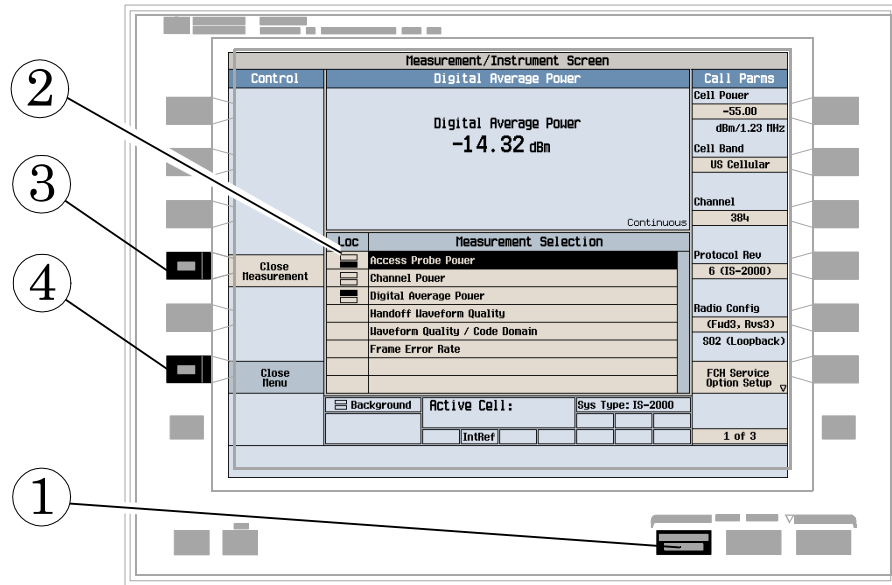 Measurement/Instrument Screen
Control
Digital Average Power
Call Parms
2
3
4
1
Digital Average Power
-14.32 dBm
Continuous
Cell Power
-55.00
dBm/1.23 MHz
Cell Band
US Cellular
Channel
384
Protocol Rev
6 (IS-2000)
Radio Config
(Fwd3, Rvs3)
SO2 (Loopback)
FCH Service
Option Setup
1 of 3
Loc
Measurement Selection
Access Probe Power
Channel Power
Digital Average Power
Handoff Waveform Quality
Waveform Quality / Code Domain
Frame Error Rate
Close
Measurement
Close
Menu
Background
Active Cell:
Sys Type: IS-2000
IntRef